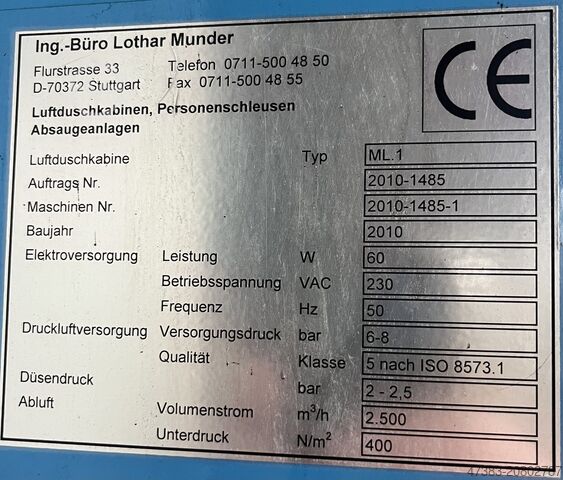 Ing.-Büro Lothar Munder
Flurstrasse 33 Telefon 0711-500 48 50
D-70372 Stuttgart Fax 0711-500 48 55
CE
Luftduschkabinen, Personenschleusen
Absaugeanlagen
Luftduschkabine Typ ML.1
Auftrags Nr. 2010-1485
Maschinen Nr. 2010-1485-1
Baujahr 2010
Elektroversorgung Leistung W 60
Betriebsspannung VAC 230
Frequenz Hz 50
Druckluftversorgung Versorgungsdruck bar 6-8
Qualität Klasse 5 nach ISO 8573.1
Düsendruck bar 2 - 2,5
Abluft Volumenstrom m³/h 2.500
Unterdruck N/m² 400
47383-20802767